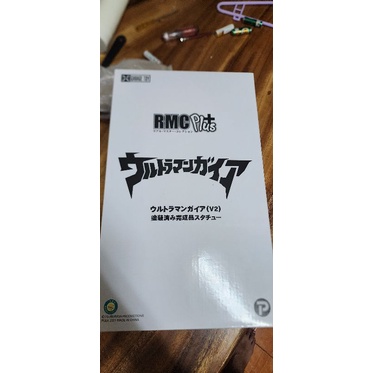 RMC Plus
ウルトラマンガイア
ウルトラマンガイア(V2)
塗装済み完成品スタチュー